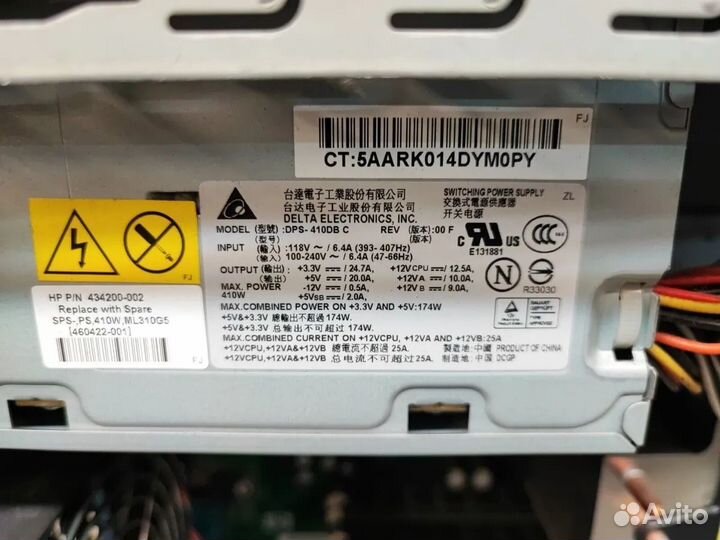 FJ
CT:5AARK014DYM0PY
台達電子工業股份有限公司
台达电子工业股份有限公司
DELTA ELECTRONICS, INC.
SWITCHING POWER SUPPLY
交換式電源供應器
开关电源
ZL
MODEL (型號):DPS- 410DB C REV (版本):00 F
(型号) (版本)
INPUT (輸入) :118V ~ / 6.4A (393- 407Hz)
(输入) 100-240V ~ / 6.4A (47-66Hz)
OUTPUT (輸出) :+3.3V ⎓ / 24.7A, +12VCPU ⎓ / 12.5A,
(输出) +5V ⎓ / 20.0A, +12VA ⎓ / 10.0A,
MAX. POWER -12V ⎓ / 0.5A, +12VB ⎓ / 9.0A,
410W +5VSB ⎓ / 2.0A,
MAX.COMBINED POWER ON +3.3V AND +5V:174W
+5V&+3.3V 總輸出不超過 174W.
+5V&+3.3V 总输出不可超过 174W.
MAX.COMBINED CURRENT ON +12VCPU, +12VA AND +12VB:25A
+12VCPU, +12VA&+12VB 總電流不超過 25A.
+12VCPU, +12VA&+12VB 总电流不可超过 25A.
製造地: 中國 PRODUCT OF CHINA
制造地: 中国 DCGP
C US
E131881
CCC
R33030
FJ
HP P/N 434200-002
Replace with Spare
SPS-,PS,410W,ML310G5
[460422-001]
FJ
Avito